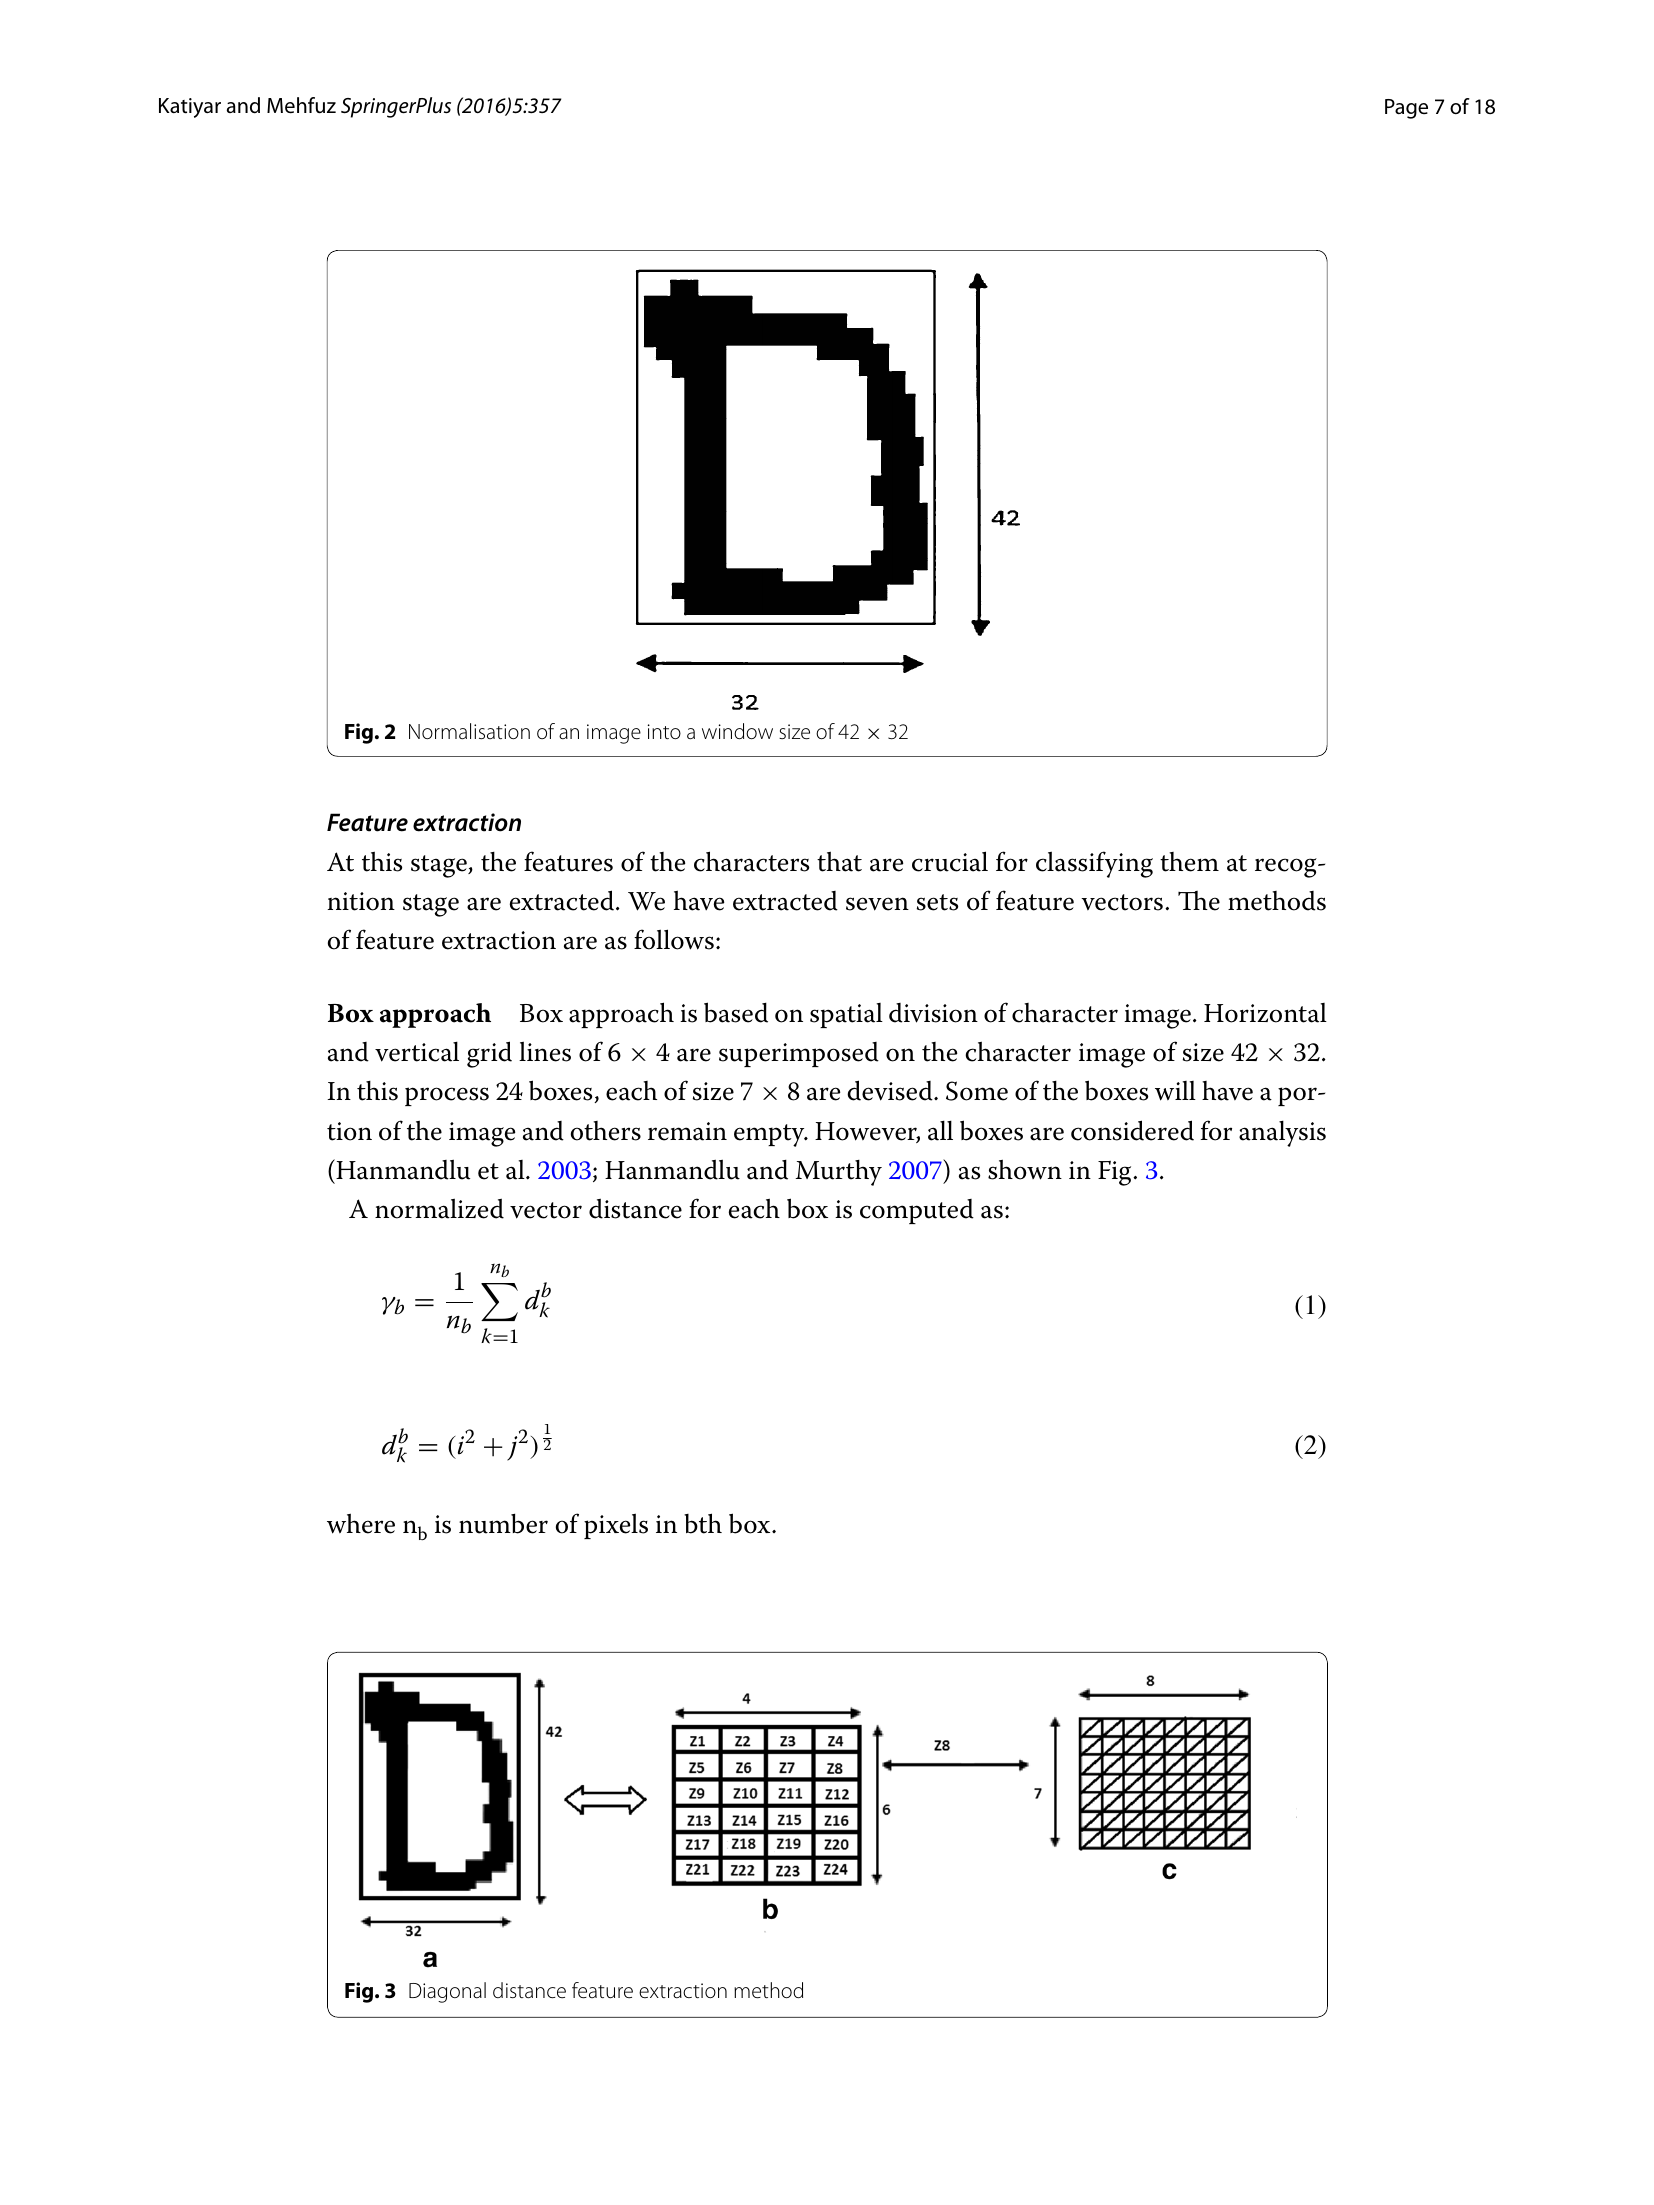 Katiyar and Mehfuz SpringerPlus (2016)5:357
Page 7 of 18
42
32
Fig. 2 Normalisation of an image into a window size of 42 × 32
Feature extraction
At this stage, the features of the characters that are crucial for classifying them at recog-
nition stage are extracted. We have extracted seven sets of feature vectors. The methods
of feature extraction are as follows:
Box approach Box approach is based on spatial division of character image. Horizontal
and vertical grid lines of 6 × 4 are superimposed on the character image of size 42 × 32.
In this process 24 boxes, each of size 7 × 8 are devised. Some of the boxes will have a por-
tion of the image and others remain empty. However, all boxes are considered for analysis
(Hanmandlu et al. 2003; Hanmandlu and Murthy 2007) as shown in Fig. 3.
A normalized vector distance for each box is computed as:
γ_b = \frac{1}{n_b} \sum_{k=1}^{n_b} d_k^b (1)
d_k^b = (i^2 + j^2)^{\frac{1}{2}} (2)
where n_b is number of pixels in bth box.
42
32
a
4
Z1 Z2 Z3 Z4
Z5 Z6 Z7 Z8
Z9 Z10 Z11 Z12
Z13 Z14 Z15 Z16
Z17 Z18 Z19 Z20
Z21 Z22 Z23 Z24
6
b
Z8
8
7
c
Fig. 3 Diagonal distance feature extraction method